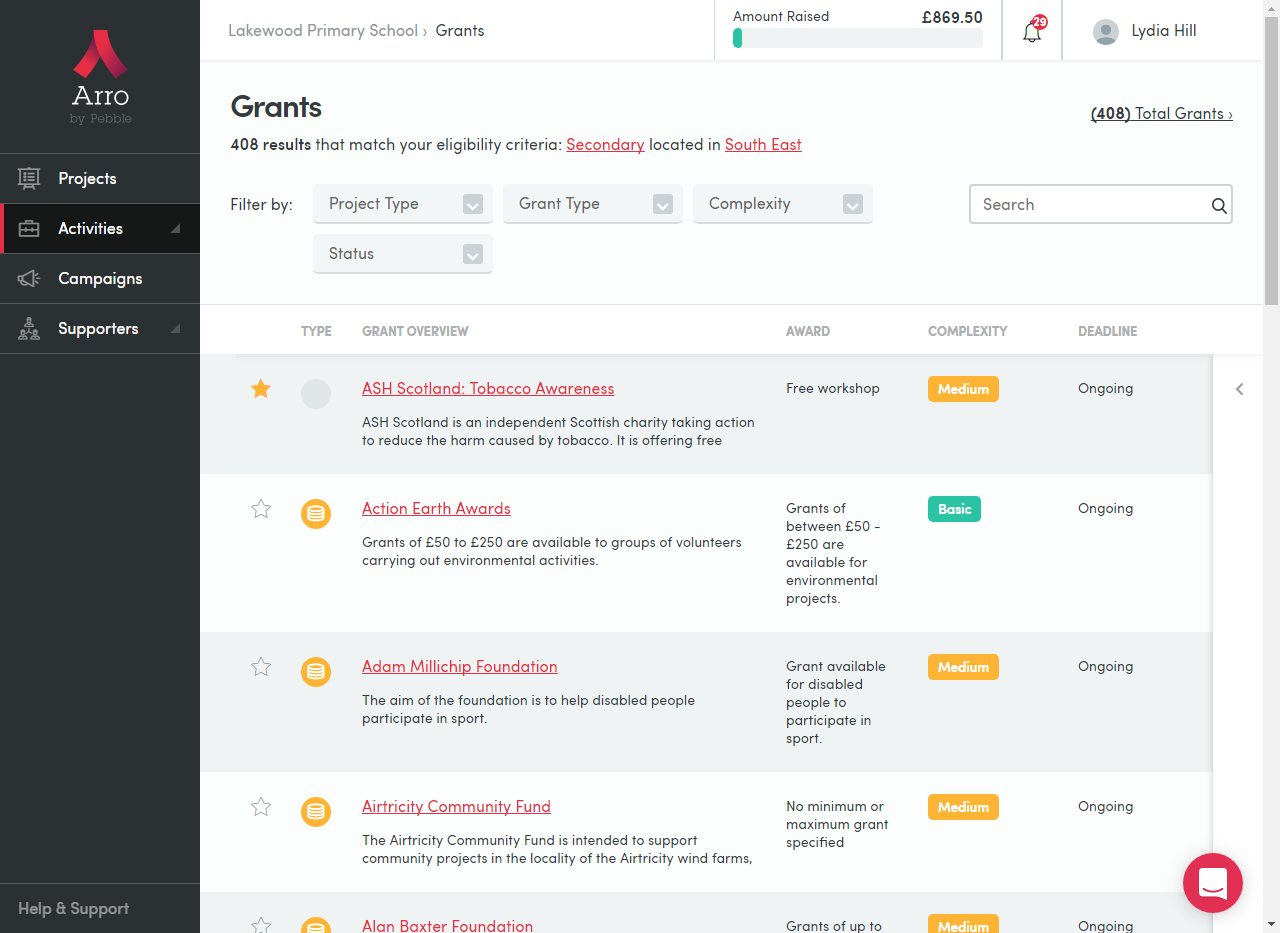 Arro
by Pebble
Projects
Activities
Campaigns
Supporters
Help & Support
Lakewood Primary School › Grants
Amount Raised £869.50
29
Lydia Hill
Grants
(408) Total Grants ›
408 results that match your eligibility criteria: Secondary located in South East
Filter by:
Project Type
Grant Type
Complexity
Search
Status
TYPE GRANT OVERVIEW AWARD COMPLEXITY DEADLINE
ASH Scotland: Tobacco Awareness
ASH Scotland is an independent Scottish charity taking action
to reduce the harm caused by tobacco. It is offering free
Free workshop
Medium
Ongoing
Action Earth Awards
Grants of £50 to £250 are available to groups of volunteers
carrying out environmental activities.
Grants of
between £50 -
£250 are
available for
environmental
projects.
Basic
Ongoing
Adam Millichip Foundation
The aim of the foundation is to help disabled people
participate in sport.
Grant available
for disabled
people to
participate in
sport.
Medium
Ongoing
Airtricity Community Fund
The Airtricity Community Fund is intended to support
community projects in the locality of the Airtricity wind farms,
No minimum or
maximum grant
specified
Medium
Ongoing
Alan Baxter Foundation
Grants of up to
Medium
Ongoing